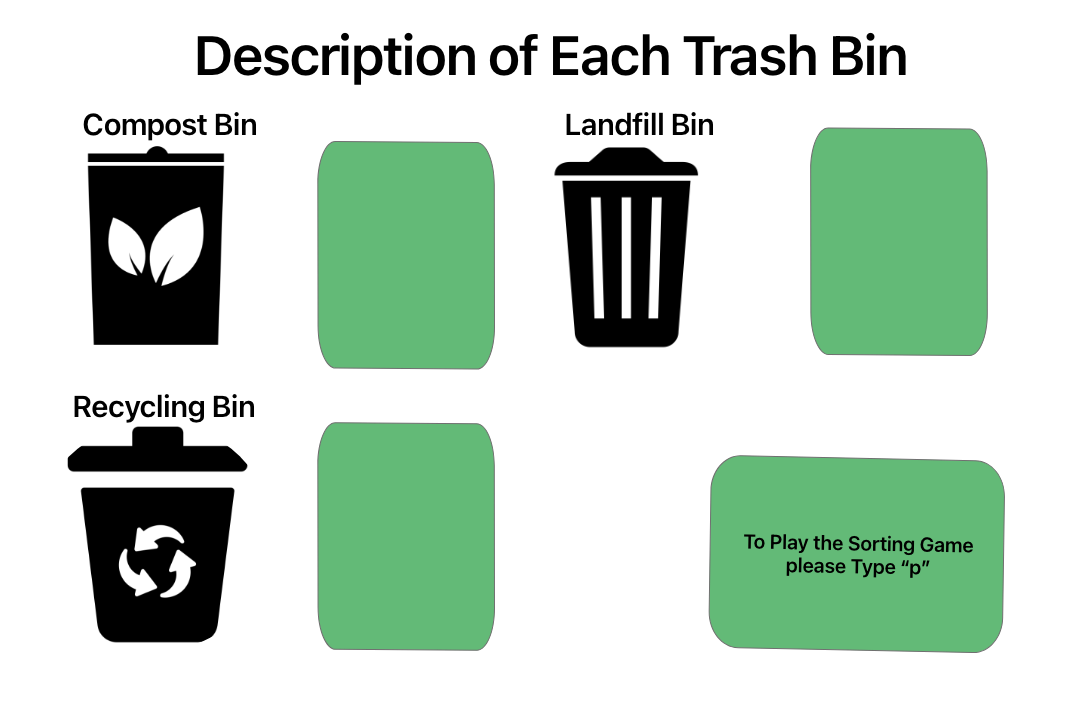 Description of Each Trash Bin
Compost Bin
Landfill Bin
Recycling Bin
To Play the Sorting Game
please Type “p”